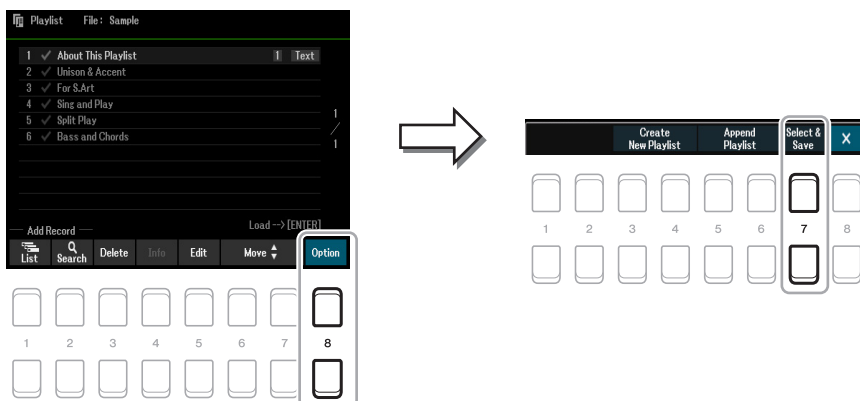 Playlist File: Sample
1 About This Playlist 1 Text
2 Unison & Accent
3 For S.Art
4 Sing and Play
5 Split Play
6 Bass and Chords
1/1
Load --> [ENTER]
Add Record
List Search Delete Info Edit Move Option
1 2 3 4 5 6 7 8
Create New Playlist
Append Playlist
Select & Save
X
1 2 3 4 5 6 7 8